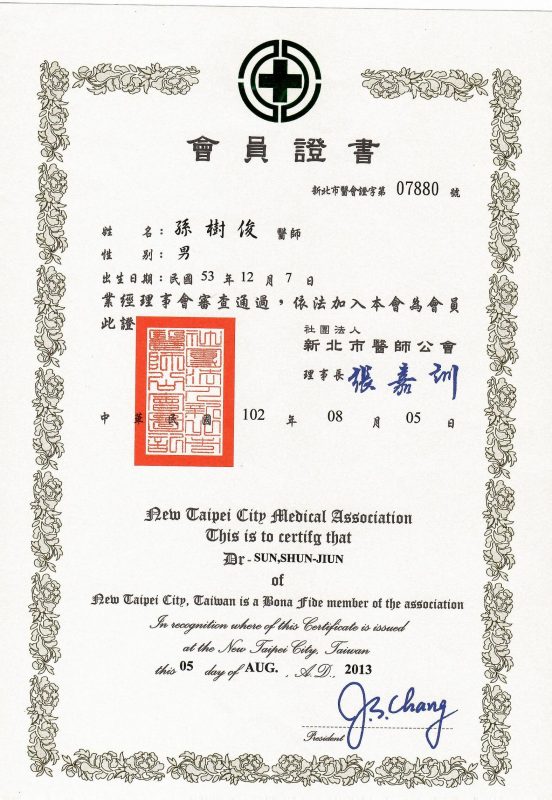 會員證書
新北市醫會證字第 07880 號
姓 名：孫樹俊 醫師
性 別：男
出生日期：民國 53 年 12 月 7 日
業經理事會審查通過，依法加入本會為會員
此證
社團法人
新北市醫師公會
理事長 張嘉訓
中華民國 102 年 08 月 05 日
New Taipei City Medical Association
This is to certifg that
Dr- SUN,SHUN-JIUN
of
New Taipei City, Taiwan is a Bona Fide member of the association
In recognition where of this Certificate is issued
at the New Taipei City, Taiwan
this 05 day of AUG. , A.D., 2013
J.S. Chang
President